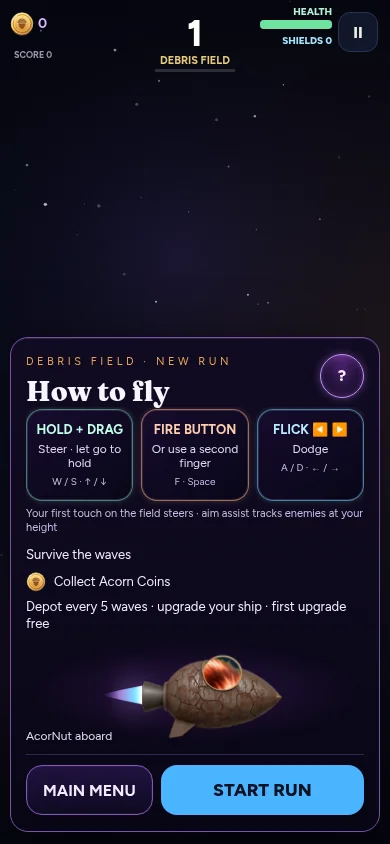 0
SCORE 0
1
DEBRIS FIELD
HEALTH
SHIELDS 0
DEBRIS FIELD · NEW RUN
How to fly
?
HOLD + DRAG
Steer · let go to
hold
W / S · ↑ / ↓
FIRE BUTTON
Or use a second
finger
F · Space
FLICK ◀️ ▶️
Dodge
A / D · ← / →
Your first touch on the field steers · aim assist tracks enemies at your
height
Survive the waves
Collect Acorn Coins
Depot every 5 waves · upgrade your ship · first upgrade
free
AcorNut aboard
MAIN MENU
START RUN